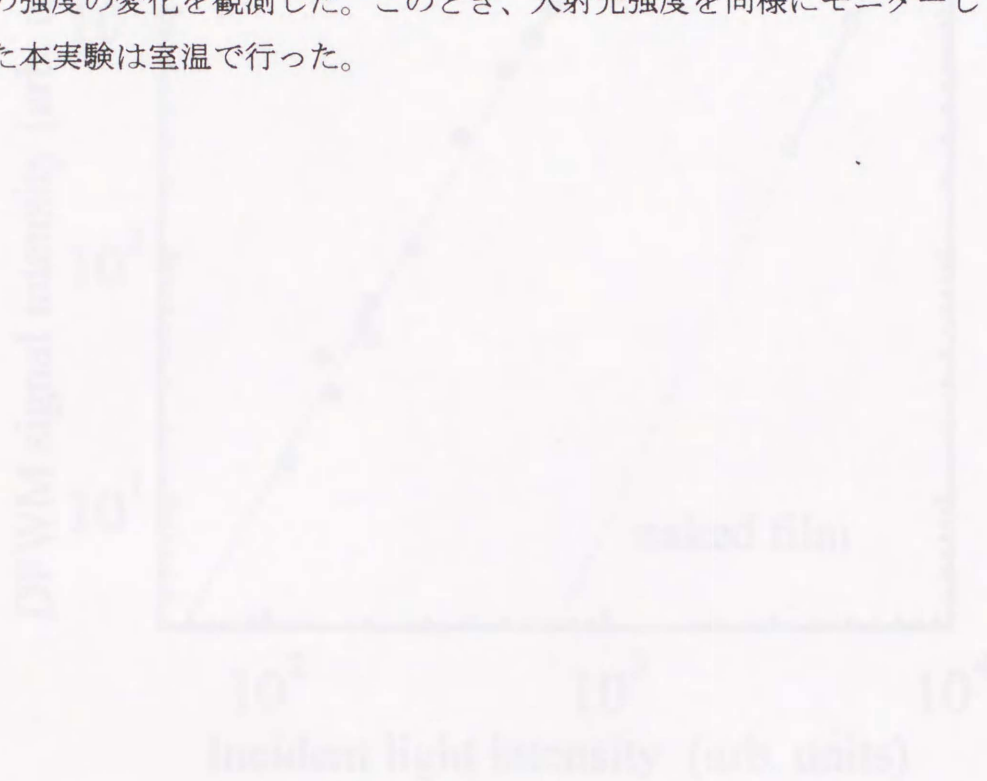 の強度の変化を観測した。このとき、入射光強度を同様にモニターし
た本実験は室温で行った。
DFWM signal intensity (arb
10²
10¹
naked film
10² 10³ 10⁴
Incident light intensity (arb. units)